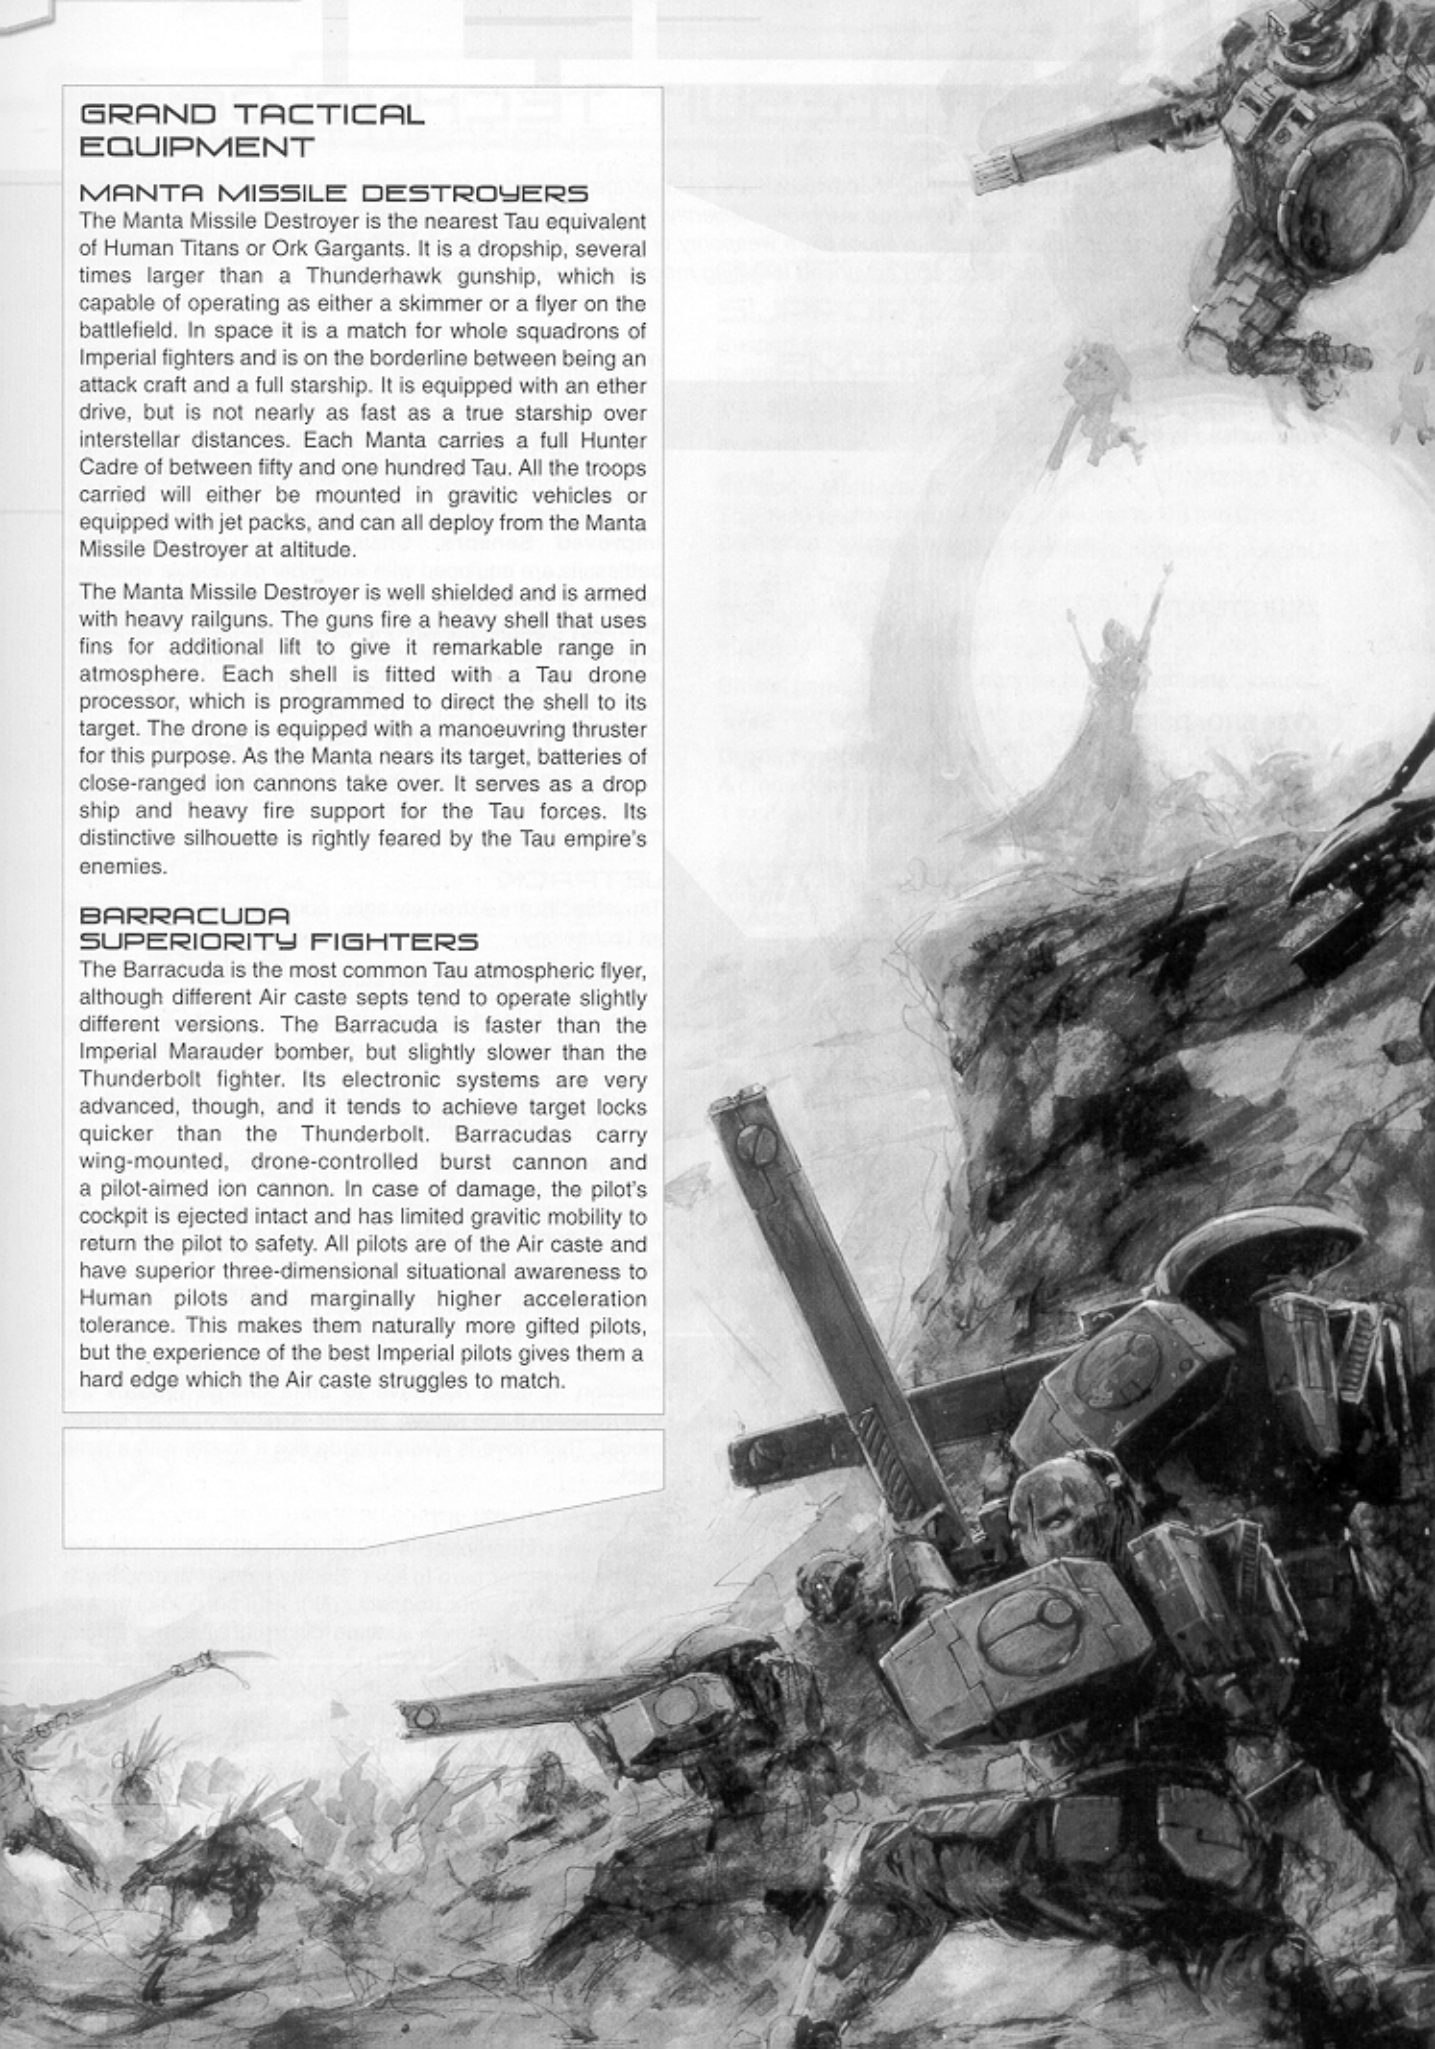 GRAND TACTICAL
EQUIPMENT
MANTA MISSILE DESTROYERS
The Manta Missile Destroyer is the nearest Tau equivalent
of Human Titans or Ork Gargants. It is a dropship, several
times larger than a Thunderhawk gunship, which is
capable of operating as either a skimmer or a flyer on the
battlefield. In space it is a match for whole squadrons of
Imperial fighters and is on the borderline between being an
attack craft and a full starship. It is equipped with an ether
drive, but is not nearly as fast as a true starship over
interstellar distances. Each Manta carries a full Hunter
Cadre of between fifty and one hundred Tau. All the troops
carried will either be mounted in gravitic vehicles or
equipped with jet packs, and can all deploy from the Manta
Missile Destroyer at altitude.
The Manta Missile Destroyer is well shielded and is armed
with heavy railguns. The guns fire a heavy shell that uses
fins for additional lift to give it remarkable range in
atmosphere. Each shell is fitted with a Tau drone
processor, which is programmed to direct the shell to its
target. The drone is equipped with a manoeuvring thruster
for this purpose. As the Manta nears its target, batteries of
close-ranged ion cannons take over. It serves as a drop
ship and heavy fire support for the Tau forces. Its
distinctive silhouette is rightly feared by the Tau empire's
enemies.
BARRACUDA
SUPERIORITY FIGHTERS
The Barracuda is the most common Tau atmospheric flyer,
although different Air caste septs tend to operate slightly
different versions. The Barracuda is faster than the
Imperial Marauder bomber, but slightly slower than the
Thunderbolt fighter. Its electronic systems are very
advanced, though, and it tends to achieve target locks
quicker than the Thunderbolt. Barracudas carry
wing-mounted, drone-controlled burst cannon and
a pilot-aimed ion cannon. In case of damage, the pilot's
cockpit is ejected intact and has limited gravitic mobility to
return the pilot to safety. All pilots are of the Air caste and
have superior three-dimensional situational awareness to
Human pilots and marginally higher acceleration
tolerance. This makes them naturally more gifted pilots,
but the experience of the best Imperial pilots gives them a
hard edge which the Air caste struggles to match.